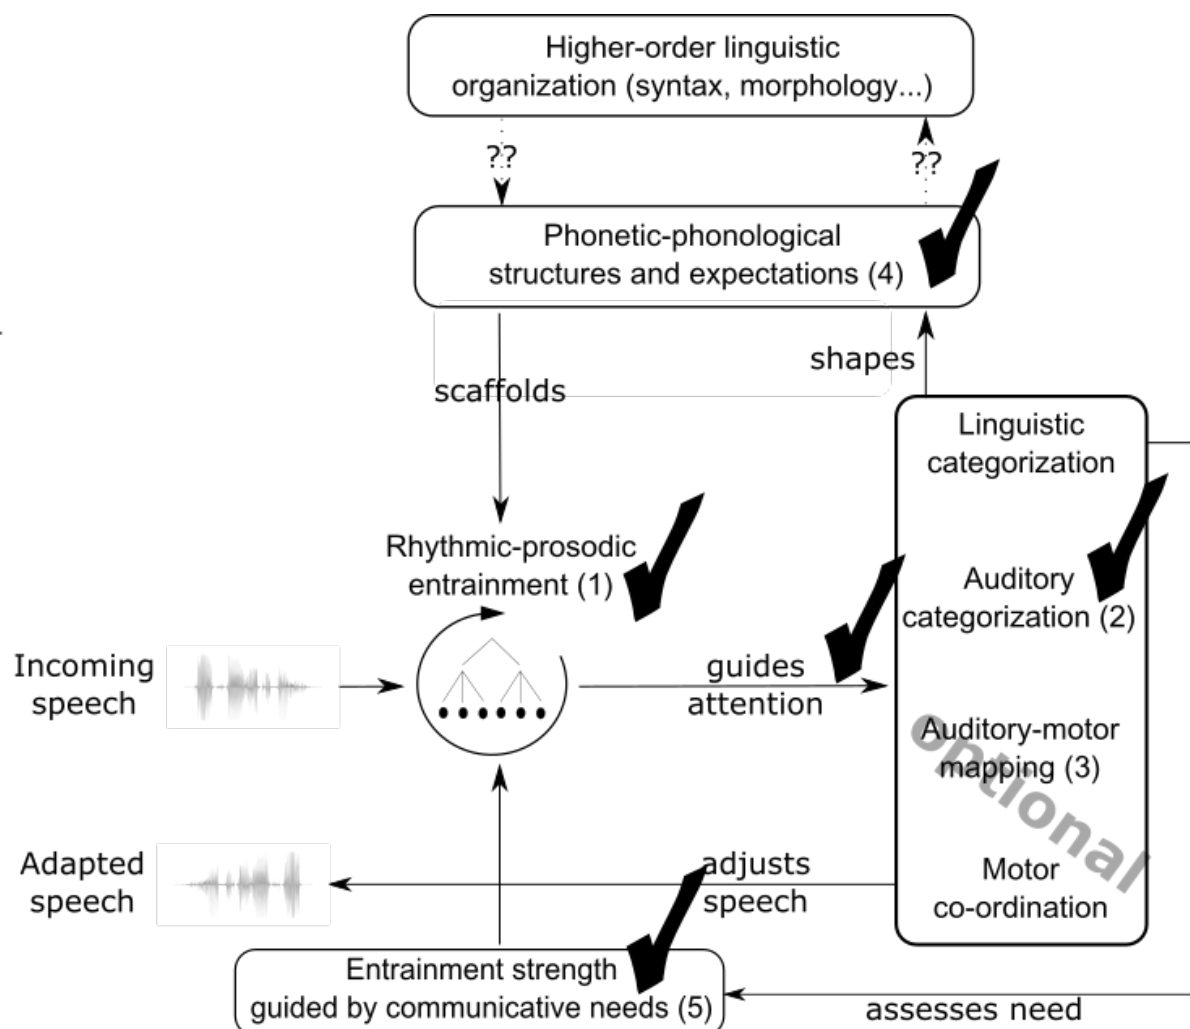 Higher-order linguistic
organization (syntax, morphology...)
??
??
Phonetic-phonological
structures and expectations (4)
scaffolds
shapes
Linguistic
categorization
Rhythmic-prosodic
entrainment (1)
Auditory
categorization (2)
Incoming
speech
guides
attention
Auditory-motor
mapping (3)
optional
Adapted
speech
adjusts
speech
Motor
co-ordination
Entrainment strength
guided by communicative needs (5)
assesses need